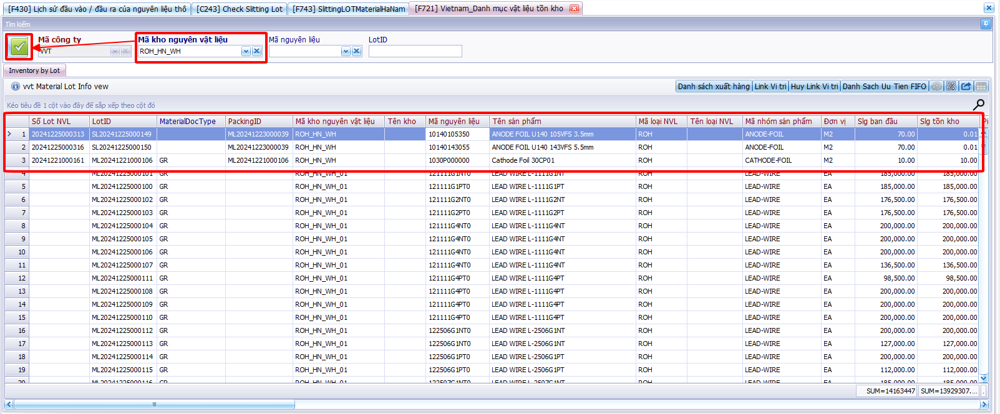 [F430] Lịch sử đầu vào / đầu ra của nguyên liệu thô [C243] Check Slitting Lot [F743] SlittingLOTMaterialHaNam [F721] Vietnam_Danh mục vật liệu tồn kho
Tìm kiếm
Mã công ty Mã kho nguyên vật liệu Mã nguyên liệu LotID
VVT ROH_HN_WH
Inventory by Lot
vvt Material Lot Info vew Danh sách xuất hàng Link Vi tri Huy Link Vi tri Danh Sach Uu Tien FIFO
Kéo tiêu đề 1 cột vào đây để sắp xếp theo cột đó
Số Lot NVL LotID MaterialDocType PackingID Mã kho nguyên vật liệu Tên kho Mã nguyên liệu Tên sản phẩm Mã loại NVL Tên loại NVL Mã nhóm sản phẩm Đơn vị Slg ban đầu Slg tồn kho
1 20241225000313 SL20241225000149 ML20241223000039 ROH_HN_WH 10140105350 ANODE FOIL U140 105VFS 3.5mm ROH ANODE-FOIL M2 70.00 0.01
2 20241225000316 SL20241225000150 ML20241223000039 ROH_HN_WH 10140143055 ANODE FOIL U140 143VFS 5.5mm ROH ANODE-FOIL M2 70.00 0.01
3 20241221000161 ML20241221000106 GR ML20241221000106 ROH_HN_WH 1030P000000 Cathode Foil 30CP01 ROH CATHODE-FOIL M2 10.00 10.00
4 ML20241225000101 GR ROH_HN_WH_01 121111G1NT0 LEAD WIRE L-1111G1NT ROH LEAD-WIRE EA 185,000.00 185,000.00
5 ML20241225000100 GR ROH_HN_WH_01 121111G1PT0 LEAD WIRE L-1111G1PT ROH LEAD-WIRE EA 185,000.00 185,000.00
6 ML20241225000102 GR ROH_HN_WH_01 121111G2NT0 LEAD WIRE L-1111G2NT ROH LEAD-WIRE EA 176,500.00 176,500.00
7 ML20241225000103 GR ROH_HN_WH_01 121111G2PT0 LEAD WIRE L-1111G2PT ROH LEAD-WIRE EA 176,500.00 176,500.00
8 ML20241225000104 GR ROH_HN_WH_01 121111G4NT0 LEAD WIRE L-1111G4NT ROH LEAD-WIRE EA 200,000.00 200,000.00
9 ML20241225000105 GR ROH_HN_WH_01 121111G4NT0 LEAD WIRE L-1111G4NT ROH LEAD-WIRE EA 200,000.00 200,000.00
10 ML20241225000106 GR ROH_HN_WH_01 121111G4NT0 LEAD WIRE L-1111G4NT ROH LEAD-WIRE EA 200,000.00 200,000.00
11 ML20241225000107 GR ROH_HN_WH_01 121111G4NT0 LEAD WIRE L-1111G4NT ROH LEAD-WIRE EA 136,500.00 136,500.00
12 ML20241225000111 GR ROH_HN_WH_01 121111G4PT0 LEAD WIRE L-1111G4PT ROH LEAD-WIRE EA 98,500.00 98,500.00
13 ML20241225000108 GR ROH_HN_WH_01 121111G4PT0 LEAD WIRE L-1111G4PT ROH LEAD-WIRE EA 200,000.00 200,000.00
14 ML20241225000109 GR ROH_HN_WH_01 121111G4PT0 LEAD WIRE L-1111G4PT ROH LEAD-WIRE EA 200,000.00 200,000.00
15 ML20241225000110 GR ROH_HN_WH_01 121111G4PT0 LEAD WIRE L-1111G4PT ROH LEAD-WIRE EA 200,000.00 200,000.00
16 ML20241225000112 GR ROH_HN_WH_01 122506G1NT0 LEAD WIRE L-2506G1NT ROH LEAD-WIRE EA 200,000.00 200,000.00
17 ML20241225000113 GR ROH_HN_WH_01 122506G1NT0 LEAD WIRE L-2506G1NT ROH LEAD-WIRE EA 127,000.00 127,000.00
18 ML20241225000114 GR ROH_HN_WH_01 122506G1PT0 LEAD WIRE L-2506G1PT ROH LEAD-WIRE EA 200,000.00 200,000.00
19 ML20241225000115 GR ROH_HN_WH_01 122506G1PT0 LEAD WIRE L-2506G1PT ROH LEAD-WIRE EA 112,000.00 112,000.00
20 ML20241225000116 GR ROH_HN_WH_01 122507G1NT0 LEAD WIRE L-2507G1NT ROH LEAD-WIRE EA 185,000.00 185,000.00
SUM=14163447 SUM=13929307....